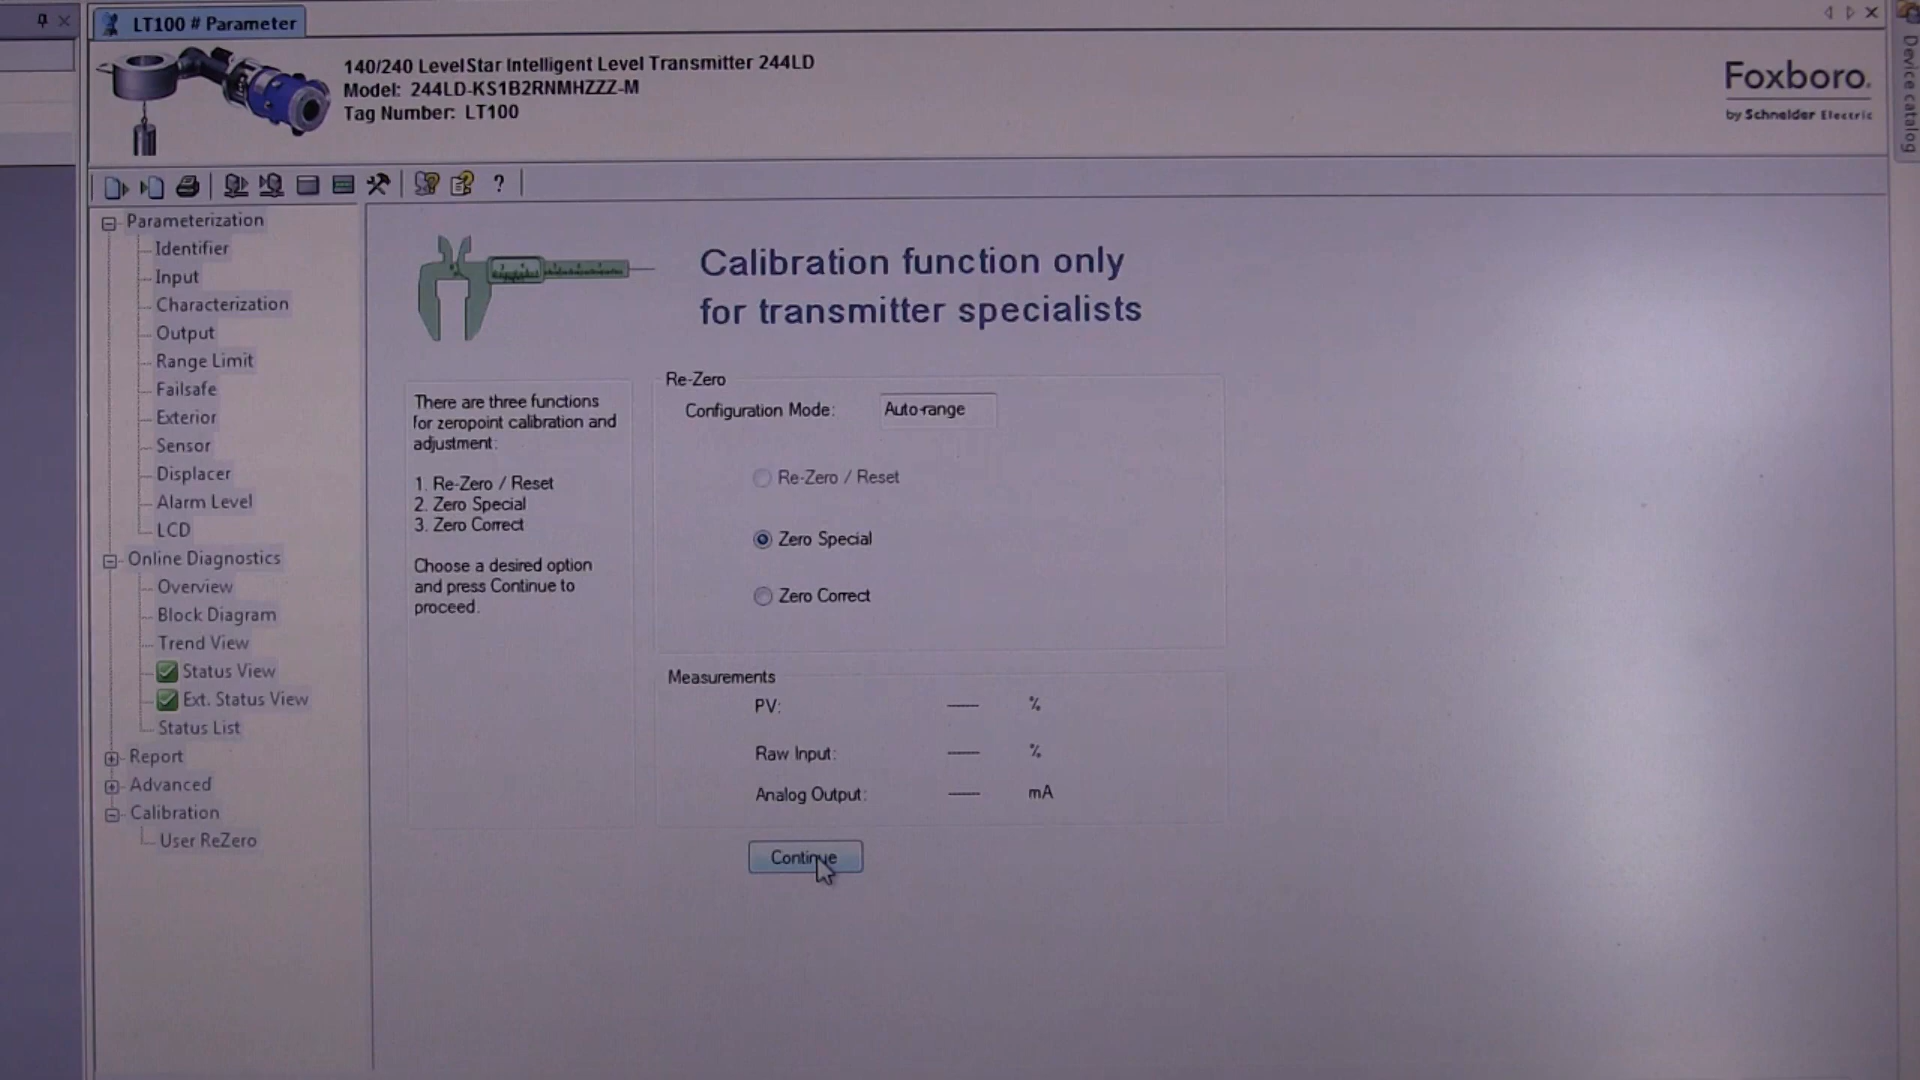 LT100 # Parameter
140/240 LevelStar Intelligent Level Transmitter 244LD
Model: 244LD-KS1B2RNMHZZZ-M
Tag Number: LT100
Foxboro.
by Schneider Electric
Device catalog
?
Parameterization
Identifier
Input
Characterization
Output
Range Limit
Failsafe
Exterior
Sensor
Displacer
Alarm Level
LCD
Online Diagnostics
Overview
Block Diagram
Trend View
Status View
Ext. Status View
Status List
Report
Advanced
Calibration
User ReZero
Calibration function only
for transmitter specialists
There are three functions
for zeropoint calibration and
adjustment:
1. Re-Zero / Reset
2. Zero Special
3. Zero Correct
Choose a desired option
and press Continue to
proceed.
Re-Zero
Configuration Mode: Auto-range
Re-Zero / Reset
Zero Special
Zero Correct
Measurements
PV: ----- %
Raw Input: ----- %
Analog Output: ----- mA
Continue